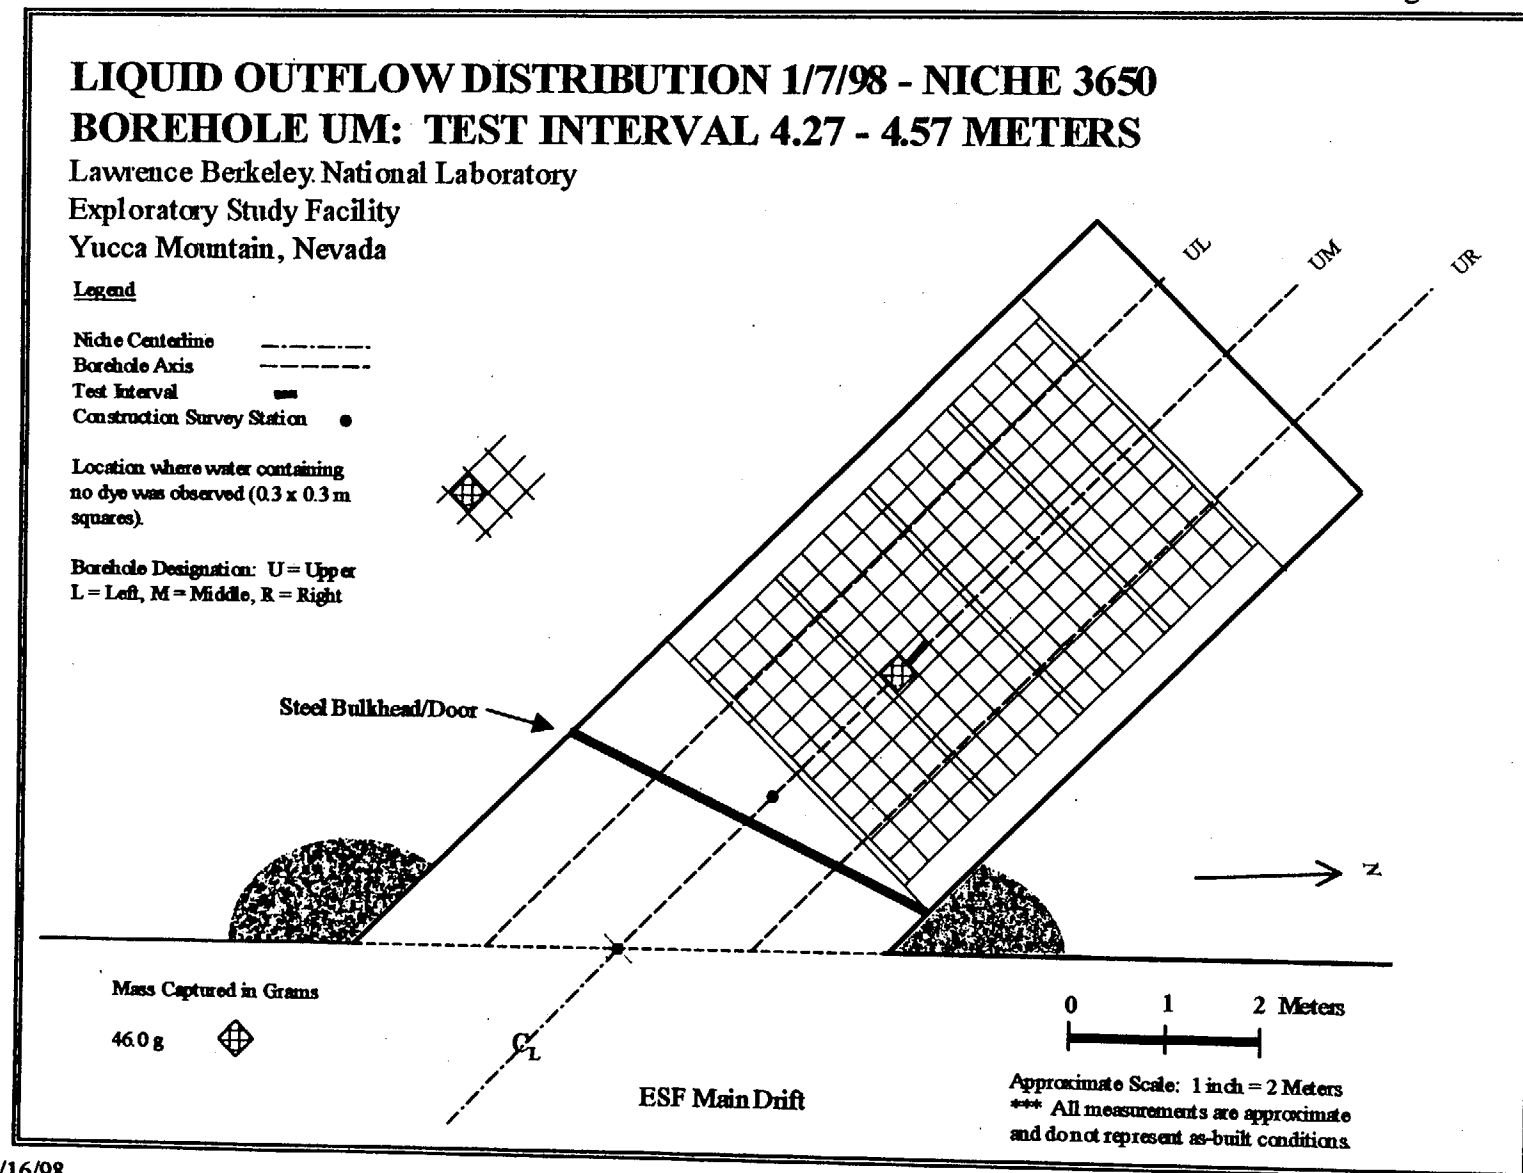 LIQUID OUTFLOW DISTRIBUTION 1/7/98 - NICHE 3650
BOREHOLE UM: TEST INTERVAL 4.27 - 4.57 METERS
Lawrence Berkeley National Laboratory
Exploratory Study Facility
Yucca Mountain, Nevada
Legend
Niche Centerline
Borehole Axis
Test Interval
Construction Survey Station
Location where water containing
no dye was observed (0.3 x 0.3 m
squares).
Borehole Designation: U = Upper
L = Left, M = Middle, R = Right
UL
UM
UR
Steel Bulkhead/Door
N
Mass Captured in Grams
46.0 g
CL
ESF Main Drift
0 1 2 Meters
Approximate Scale: 1 inch = 2 Meters
*** All measurements are approximate
and do not represent as-built conditions.
/16/98